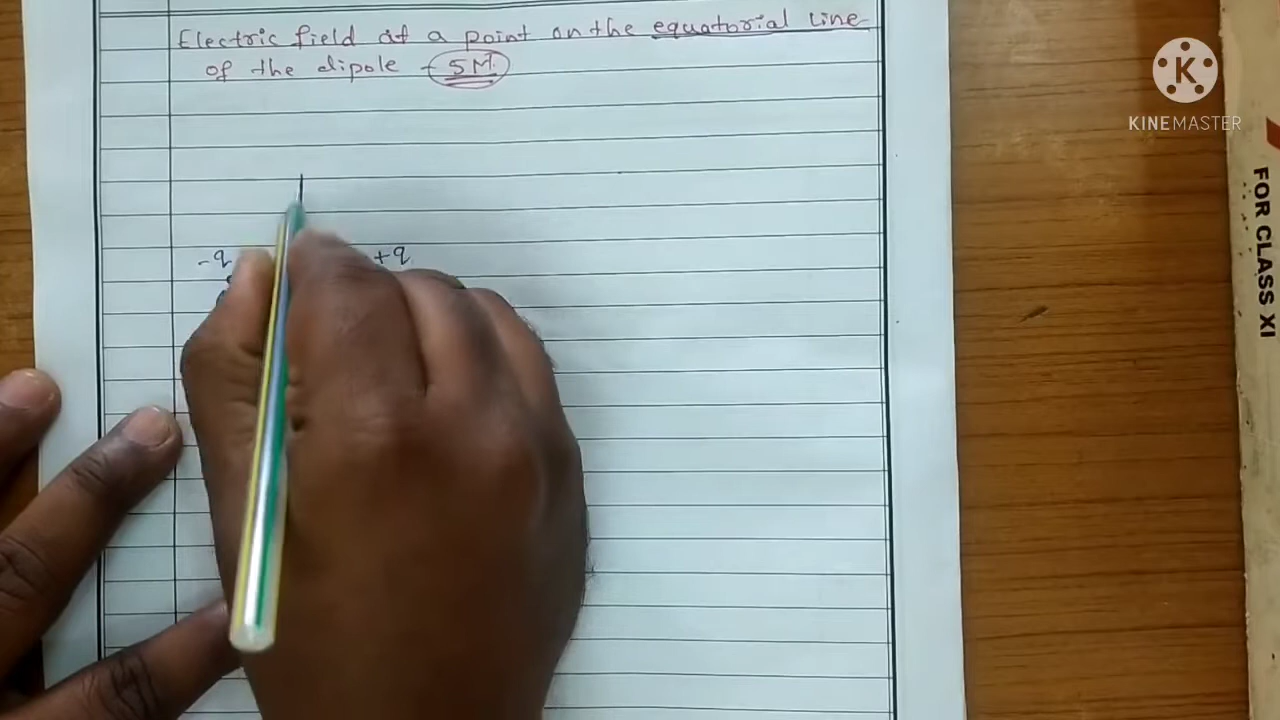 Electric field at a point on the equatorial line
of the dipole - 5M
-q +q
K
KINEMASTER
FOR CLASS XI